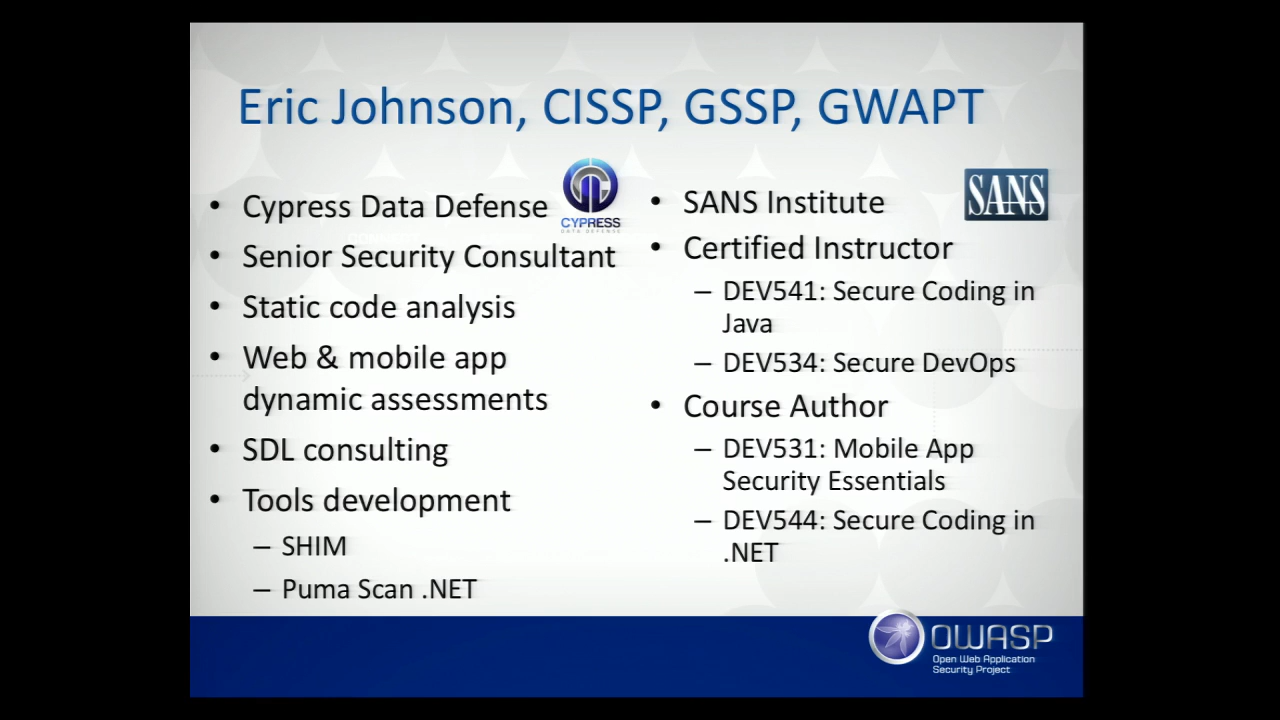 Eric Johnson, CISSP, GSSP, GWAPT
• Cypress Data Defense
CYPRESS
DATA DEFENSE
• Senior Security Consultant
• Static code analysis
• Web & mobile app
dynamic assessments
• SDL consulting
• Tools development
– SHIM
– Puma Scan .NET
• SANS Institute
SANS
• Certified Instructor
– DEV541: Secure Coding in
Java
– DEV534: Secure DevOps
• Course Author
– DEV531: Mobile App
Security Essentials
– DEV544: Secure Coding in
.NET
OWASP
Open Web Application
Security Project